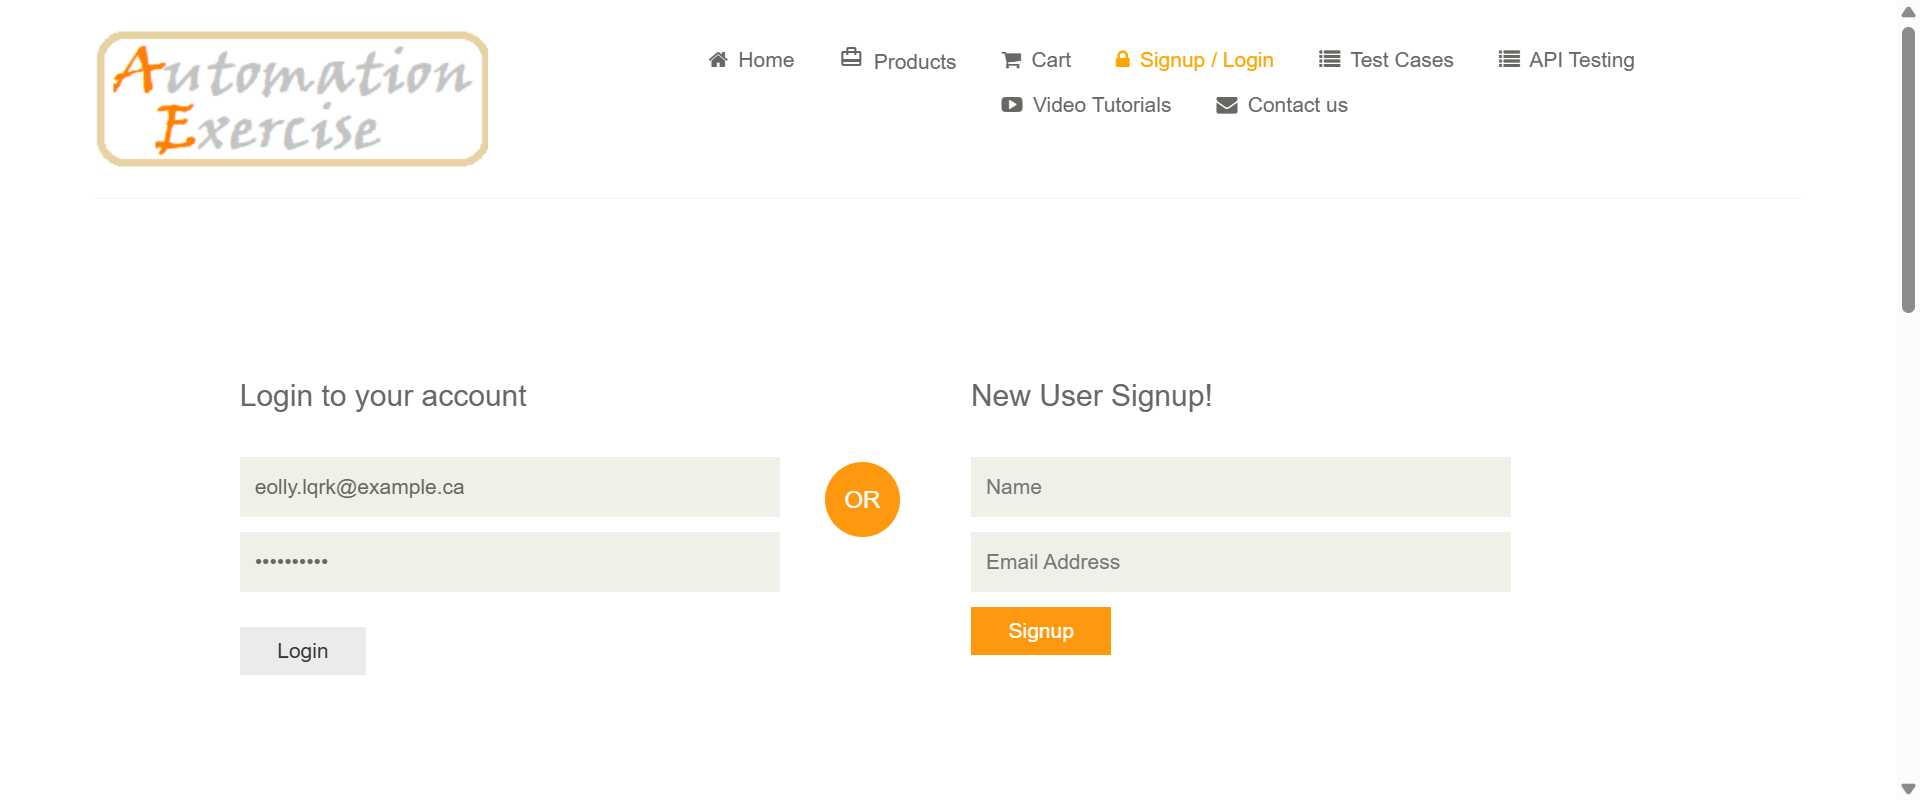 Automation
Exercise
Home Products Cart Signup / Login Test Cases API Testing
Video Tutorials Contact us
Login to your account
eolly.lqrk@example.ca
••••••••••
Login
OR
New User Signup!
Name
Email Address
Signup